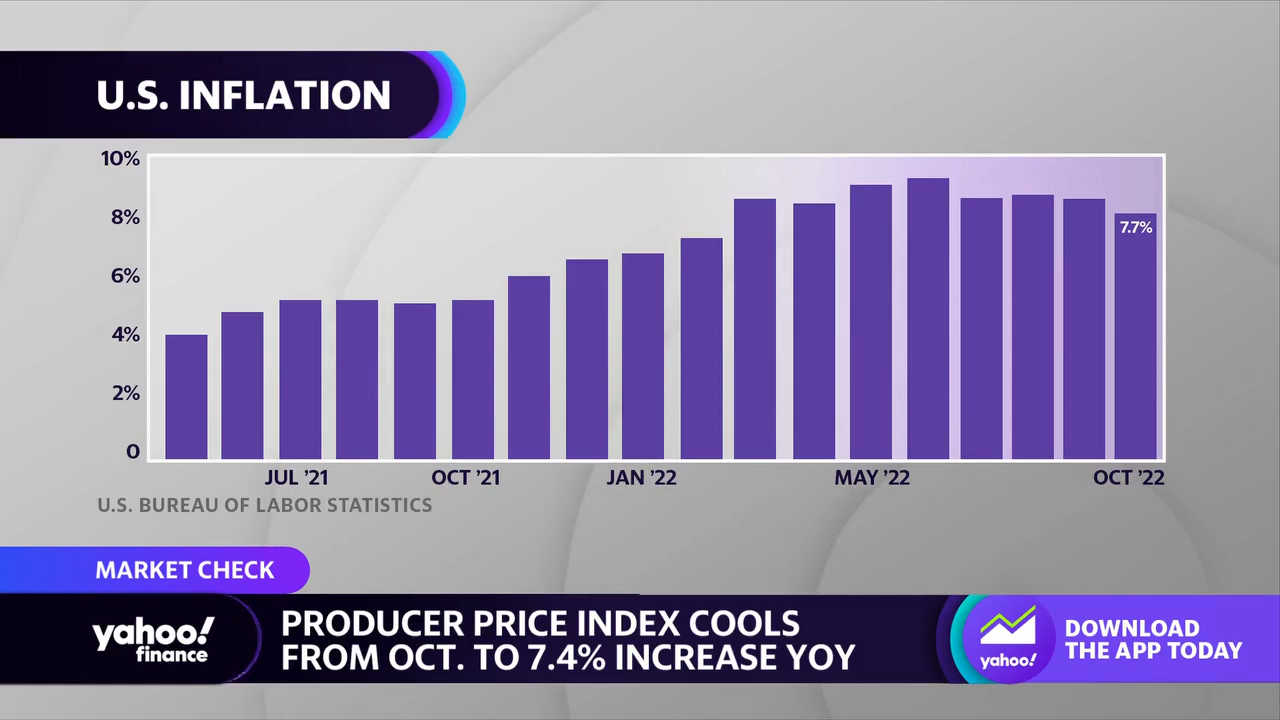 U.S. INFLATION
10%
8%
6%
4%
2%
0
7.7%
JUL ’21 OCT ’21 JAN ’22 MAY ’22 OCT ’22
U.S. BUREAU OF LABOR STATISTICS
MARKET CHECK
yahoo!
finance
PRODUCER PRICE INDEX COOLS
FROM OCT. TO 7.4% INCREASE YOY
yahoo!
DOWNLOAD
THE APP TODAY